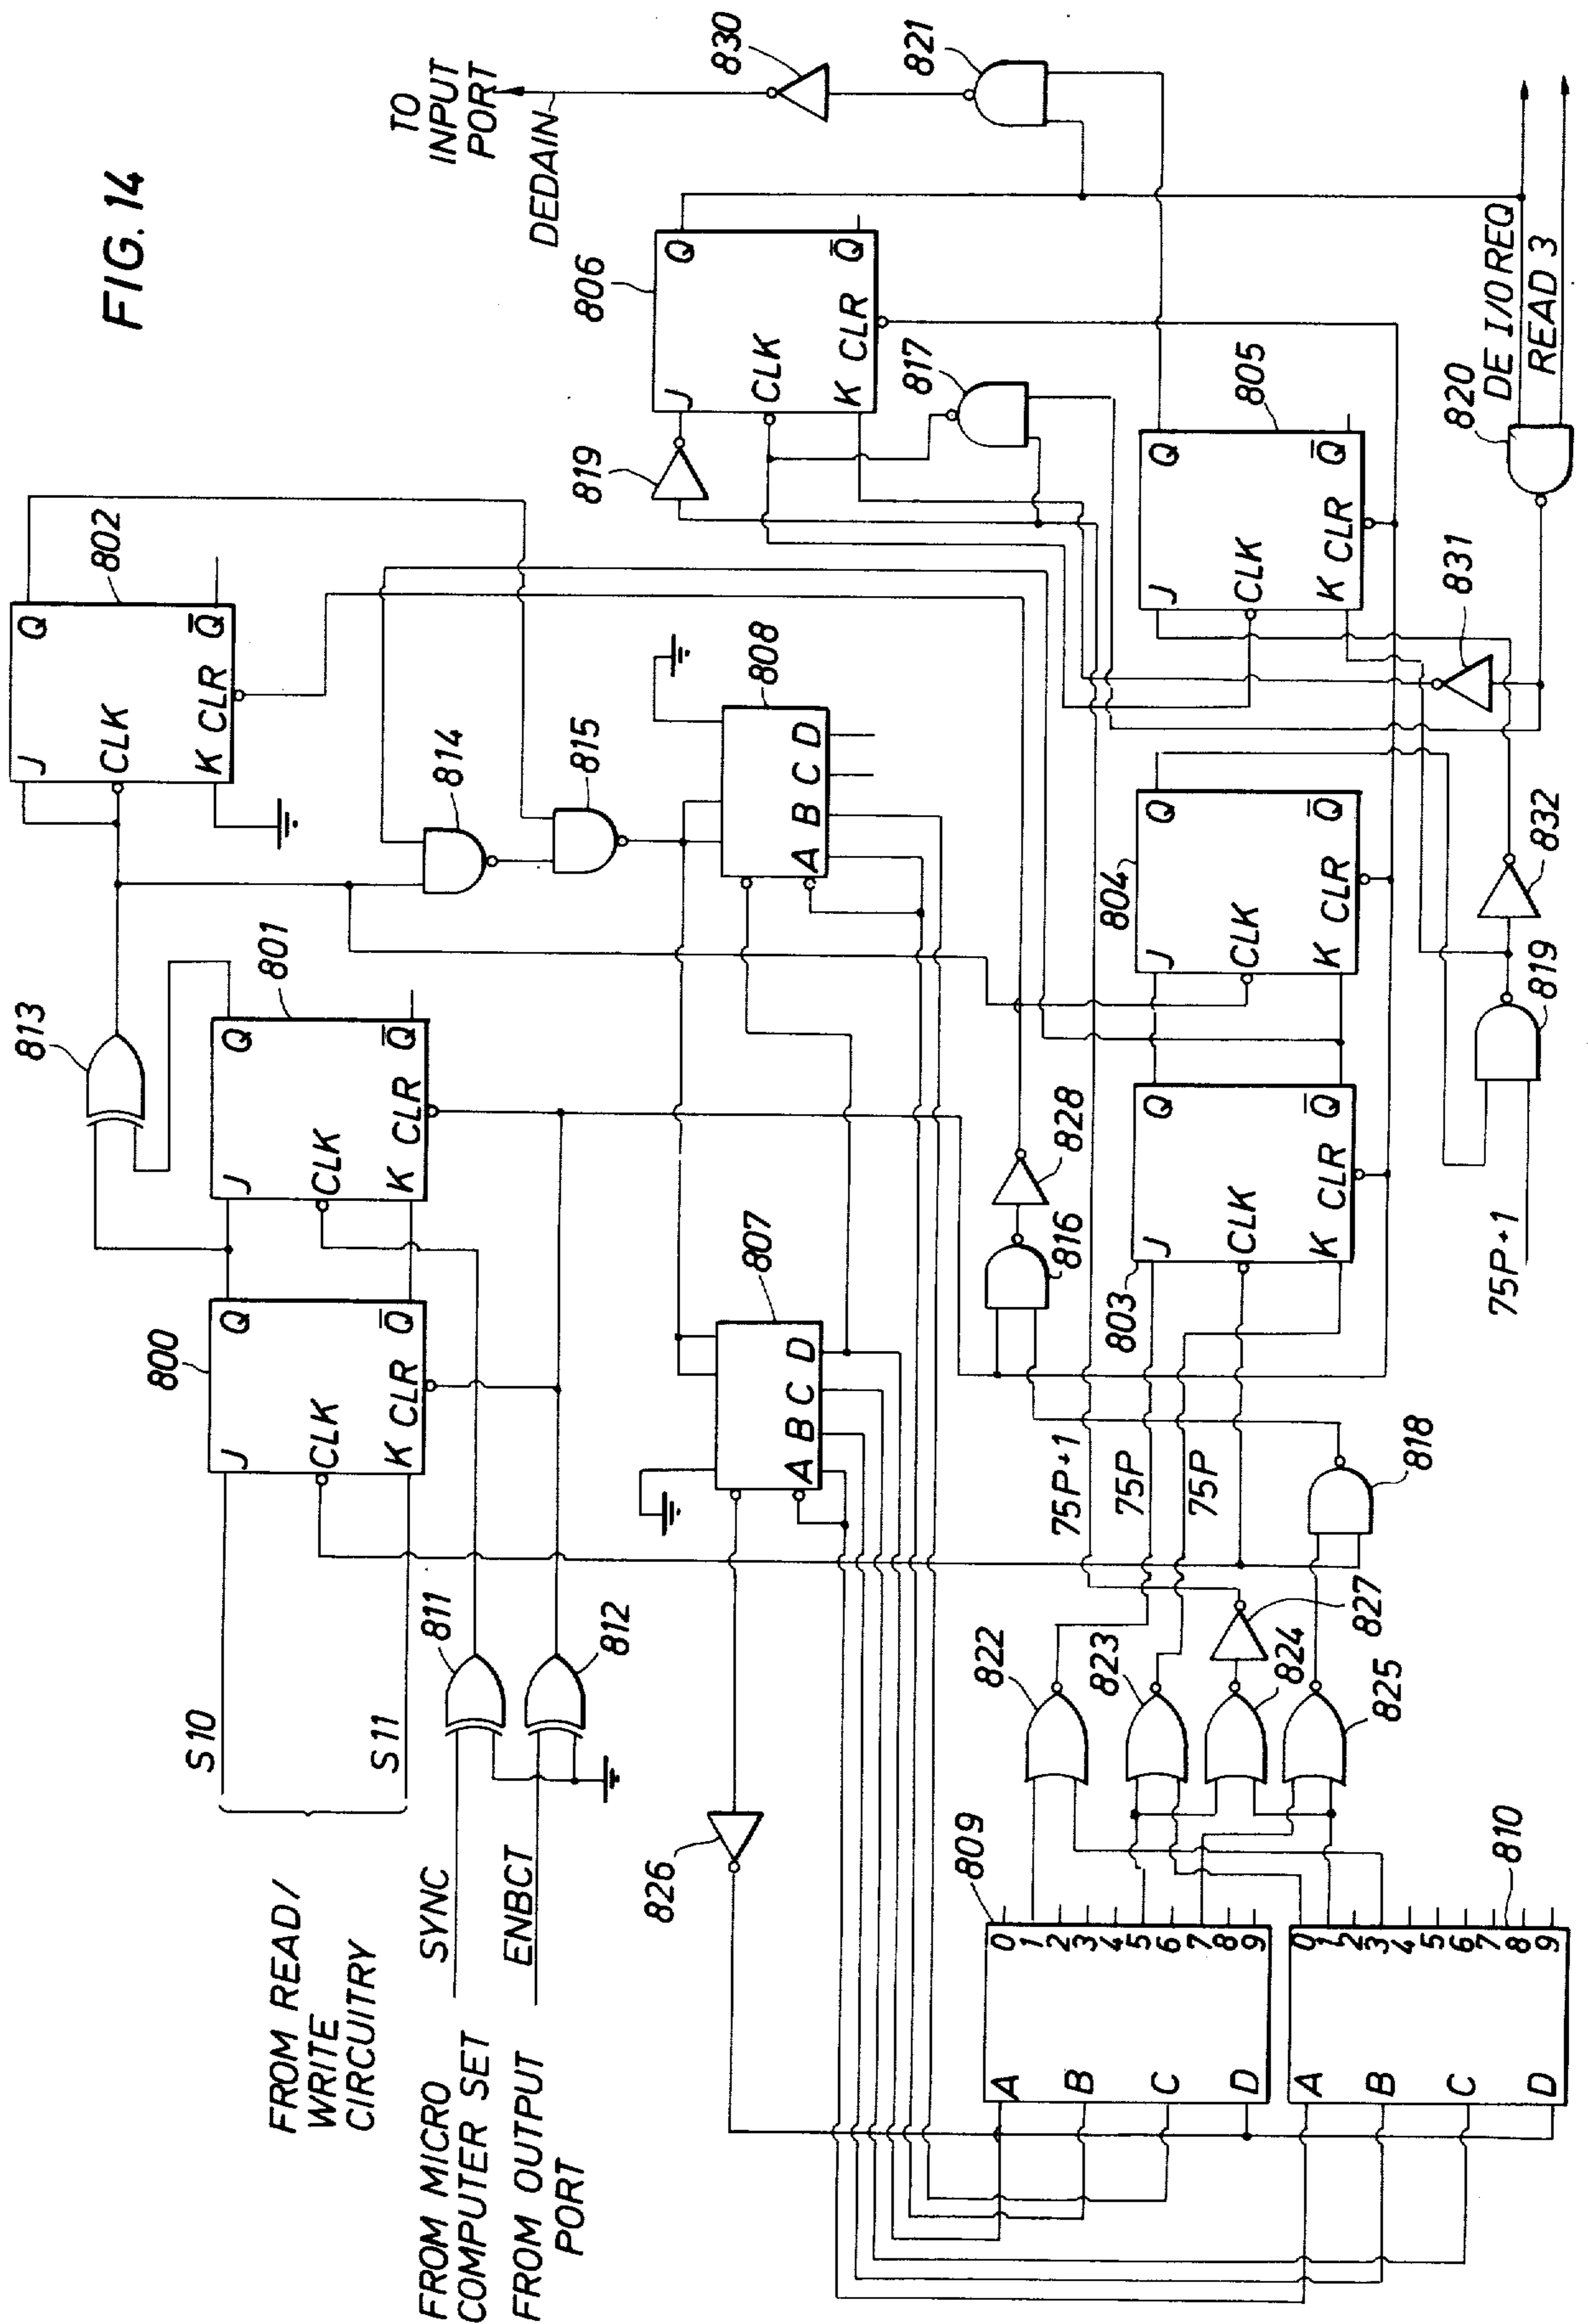 FIG. 14
FROM READ/
WRITE
CIRCUITRY
S10
S11
FROM MICRO
COMPUTER SET
SYNC
FROM OUTPUT
PORT
ENBCT
811
812
800
J
Q
CLK
K
Q̅
CLR
801
J
Q
CLK
K
Q̅
CLR
813
802
J
Q
CLK
K
Q̅
CLR
814
815
826
807
A B C D
808
A B C D
TO
INPUT
PORT
DEDAIN
830
821
806
J
Q
CLK
K
Q̅
CLR
819
817
809
A
B
C
D
0
1
2
3
4
5
6
7
8
9
810
A
B
C
D
0
1
2
3
4
5
6
7
8
9
822
823
824
825
827
75P+1
75P
75P
818
816
828
803
J
Q
CLK
K
Q̅
CLR
804
J
Q
CLK
K
Q̅
CLR
805
J
Q
CLK
K
Q̅
CLR
75P+1
819
832
831
820
DE I/O REQ
READ 3